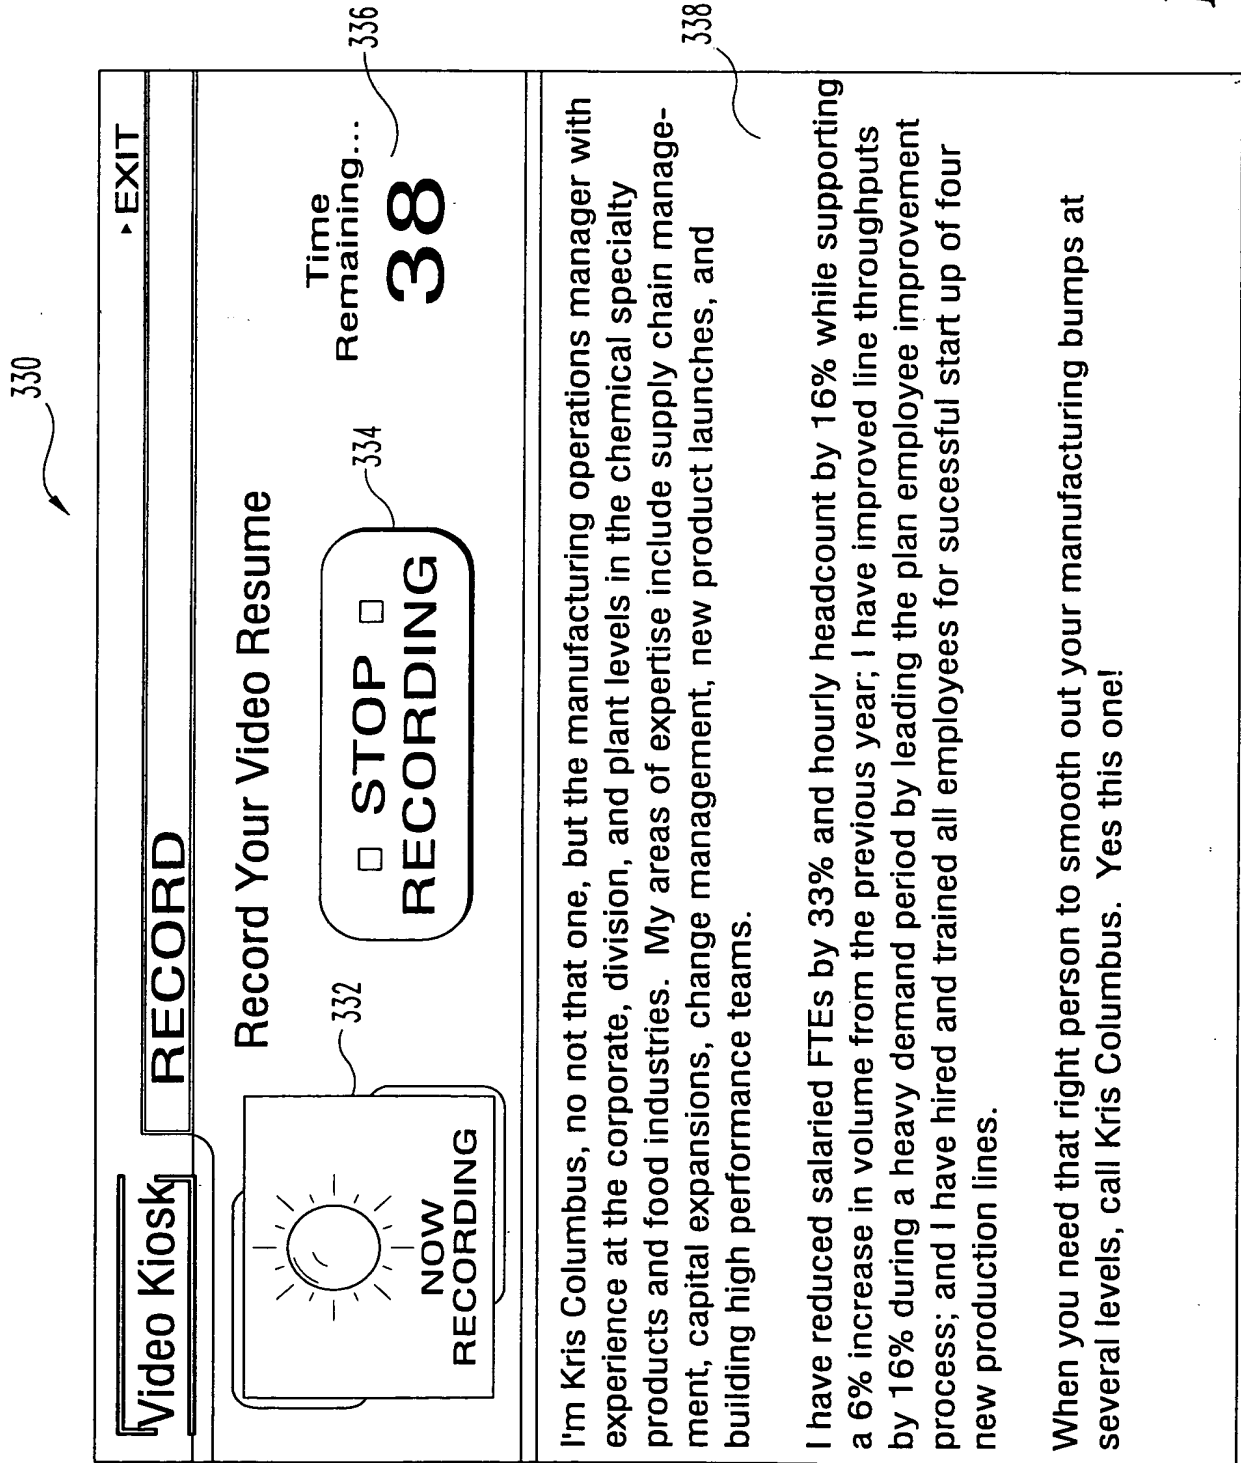 330
Video Kiosk
▸EXIT
RECORD
Record Your Video Resume
NOW
RECORDING
332
□ STOP □
RECORDING
334
Time
Remaining...
38
336
I'm Kris Columbus, no not that one, but the manufacturing operations manager with
experience at the corporate, division, and plant levels in the chemical specialty
products and food industries. My areas of expertise include supply chain manage-
ment, capital expansions, change management, new product launches, and
building high performance teams.
338
I have reduced salaried FTEs by 33% and hourly headcount by 16% while supporting
a 6% increase in volume from the previous year; I have improved line throughputs
by 16% during a heavy demand period by leading the plan employee improvement
process; and I have hired and trained all employees for sucessful start up of four
new production lines.
When you need that right person to smooth out your manufacturing bumps at
several levels, call Kris Columbus. Yes this one!